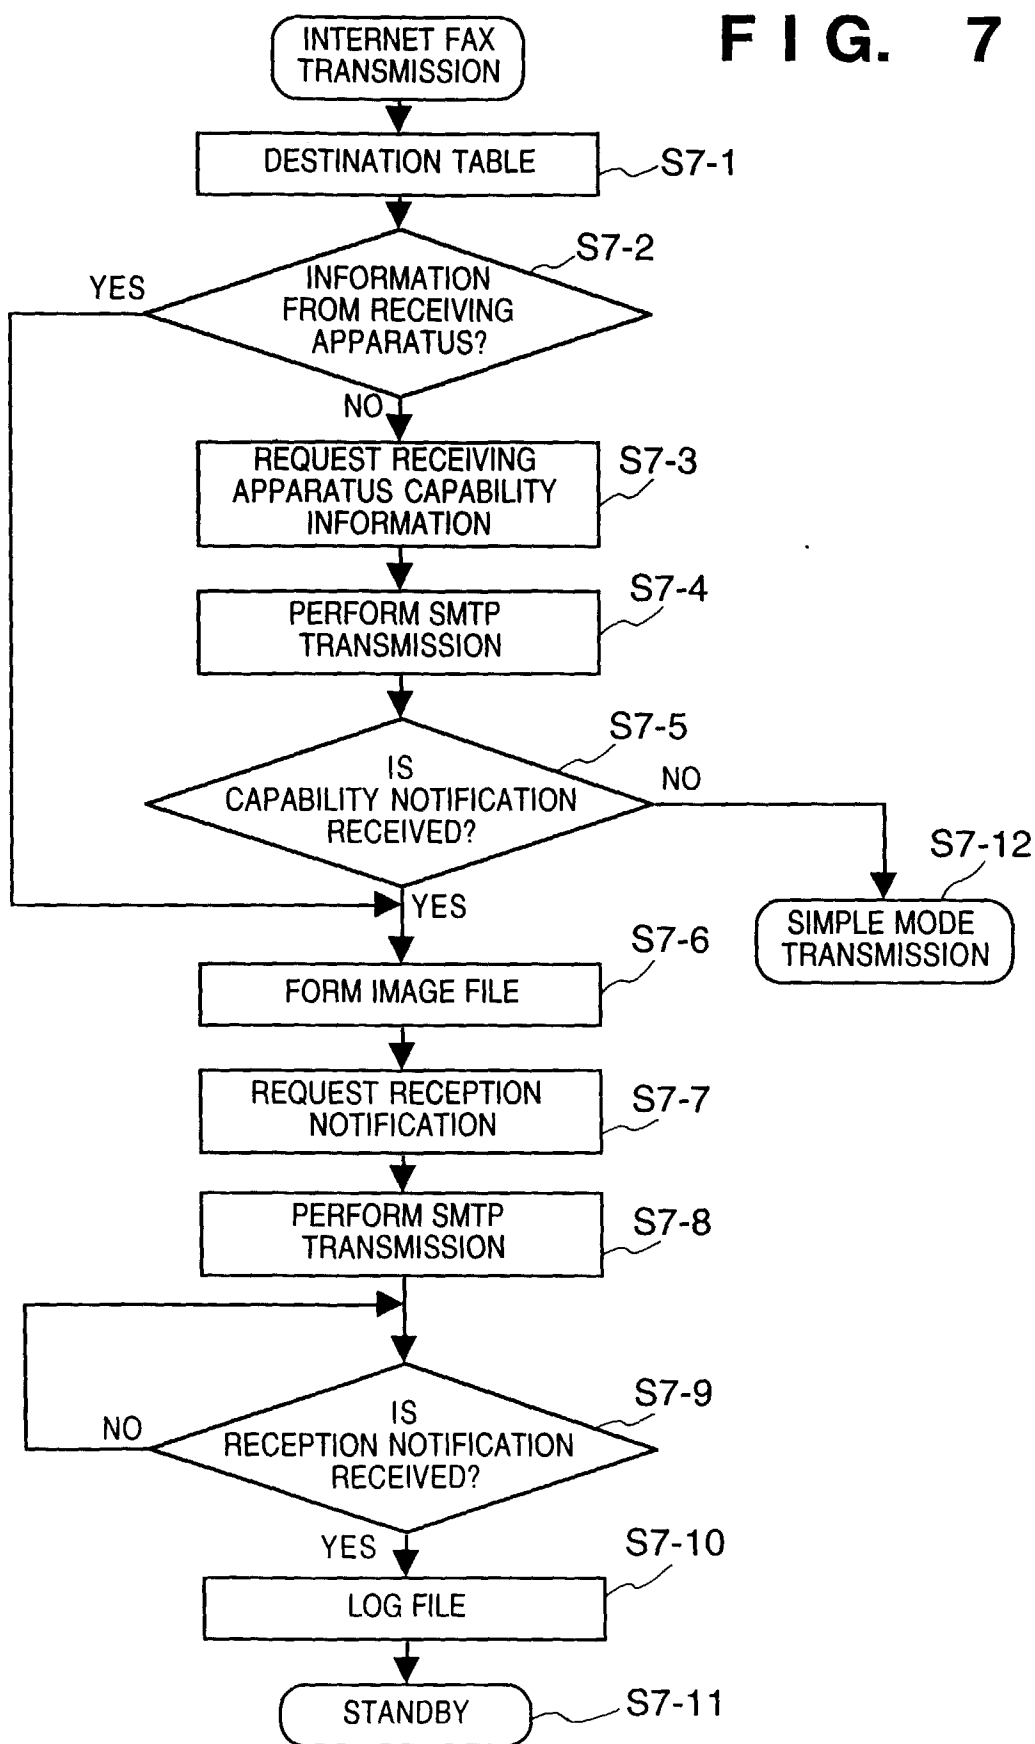 FIG. 7
INTERNET FAX
TRANSMISSION
DESTINATION TABLE
S7-1
S7-2
INFORMATION
FROM RECEIVING
APPARATUS?
YES
NO
REQUEST RECEIVING
APPARATUS CAPABILITY
INFORMATION
S7-3
PERFORM SMTP
TRANSMISSION
S7-4
S7-5
IS
CAPABILITY NOTIFICATION
RECEIVED?
NO
YES
S7-12
SIMPLE MODE
TRANSMISSION
S7-6
FORM IMAGE FILE
REQUEST RECEPTION
NOTIFICATION
S7-7
PERFORM SMTP
TRANSMISSION
S7-8
S7-9
IS
RECEPTION NOTIFICATION
RECEIVED?
NO
YES
S7-10
LOG FILE
STANDBY
S7-11